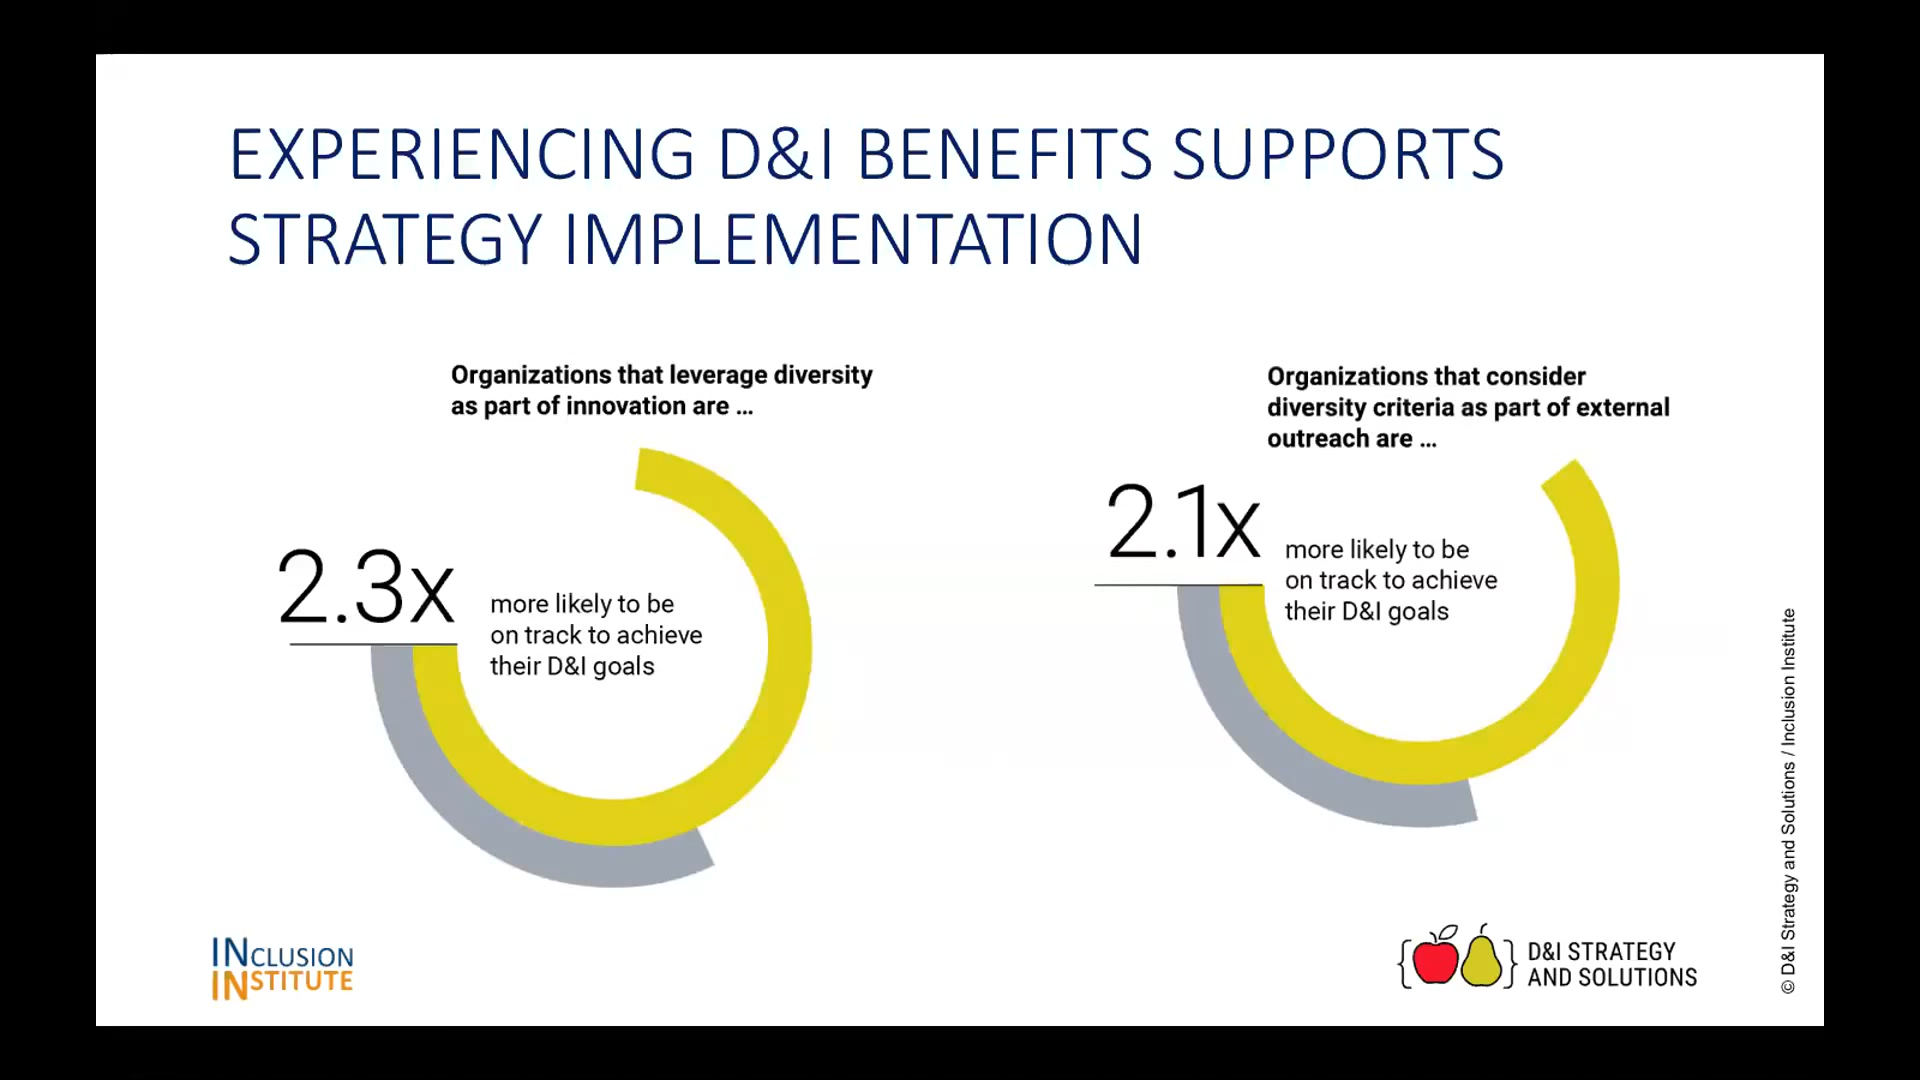 EXPERIENCING D&I BENEFITS SUPPORTS
STRATEGY IMPLEMENTATION
Organizations that leverage diversity
as part of innovation are ...
2.3x
more likely to be
on track to achieve
their D&I goals
Organizations that consider
diversity criteria as part of external
outreach are ...
2.1x
more likely to be
on track to achieve
their D&I goals
INCLUSION
INSTITUTE
D&I STRATEGY
AND SOLUTIONS
© D&I Strategy and Solutions / Inclusion Institute